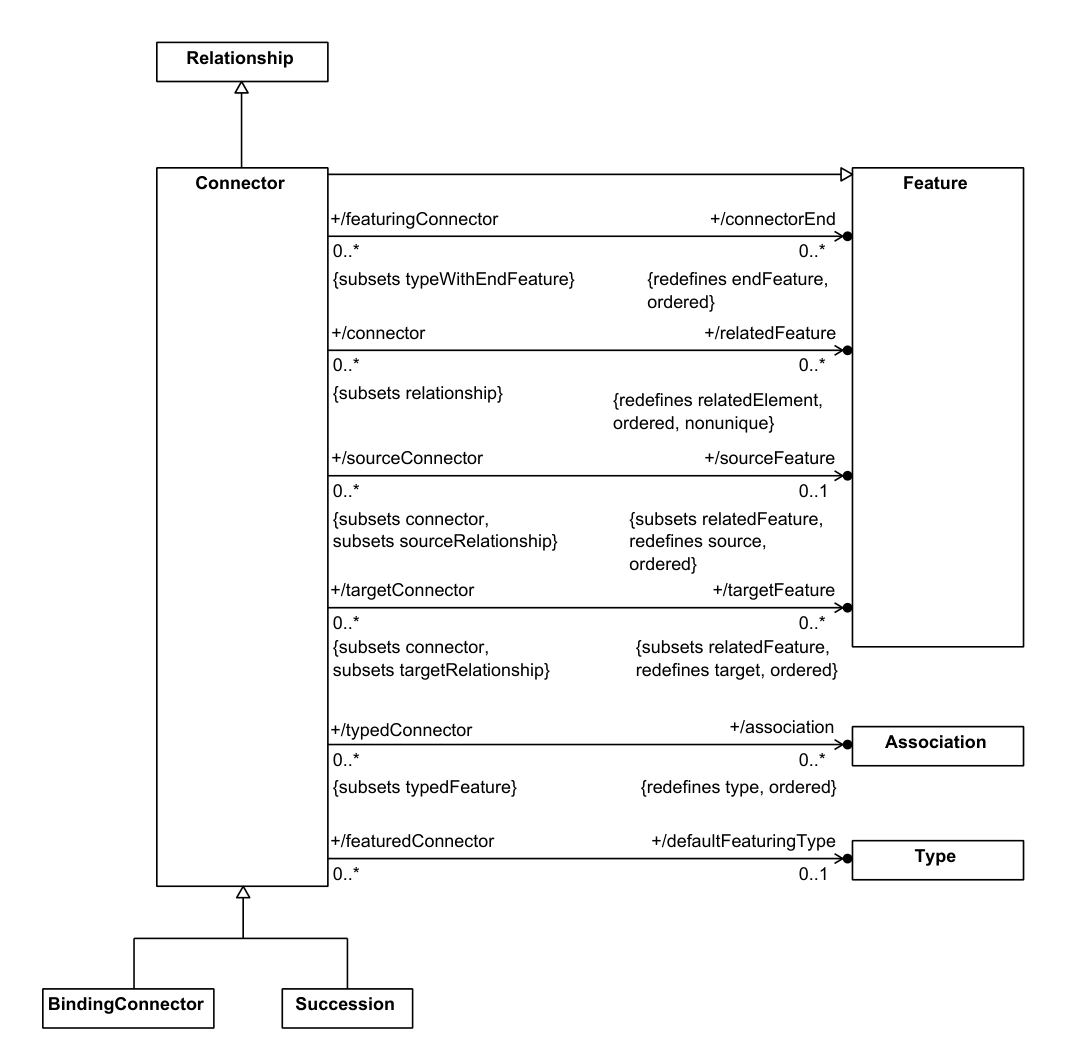 Relationship
Connector
Feature
+/featuringConnector
+/connectorEnd
0..*
0..*
{subsets typeWithEndFeature}
{redefines endFeature,
ordered}
+/connector
+/relatedFeature
0..*
0..*
{subsets relationship}
{redefines relatedElement,
ordered, nonunique}
+/sourceConnector
+/sourceFeature
0..*
0..1
{subsets connector,
subsets sourceRelationship}
{subsets relatedFeature,
redefines source,
ordered}
+/targetConnector
+/targetFeature
0..*
0..*
{subsets connector,
subsets targetRelationship}
{subsets relatedFeature,
redefines target, ordered}
+/typedConnector
+/association
Association
0..*
0..*
{subsets typedFeature}
{redefines type, ordered}
+/featuredConnector
+/defaultFeaturingType
Type
0..*
0..1
BindingConnector
Succession